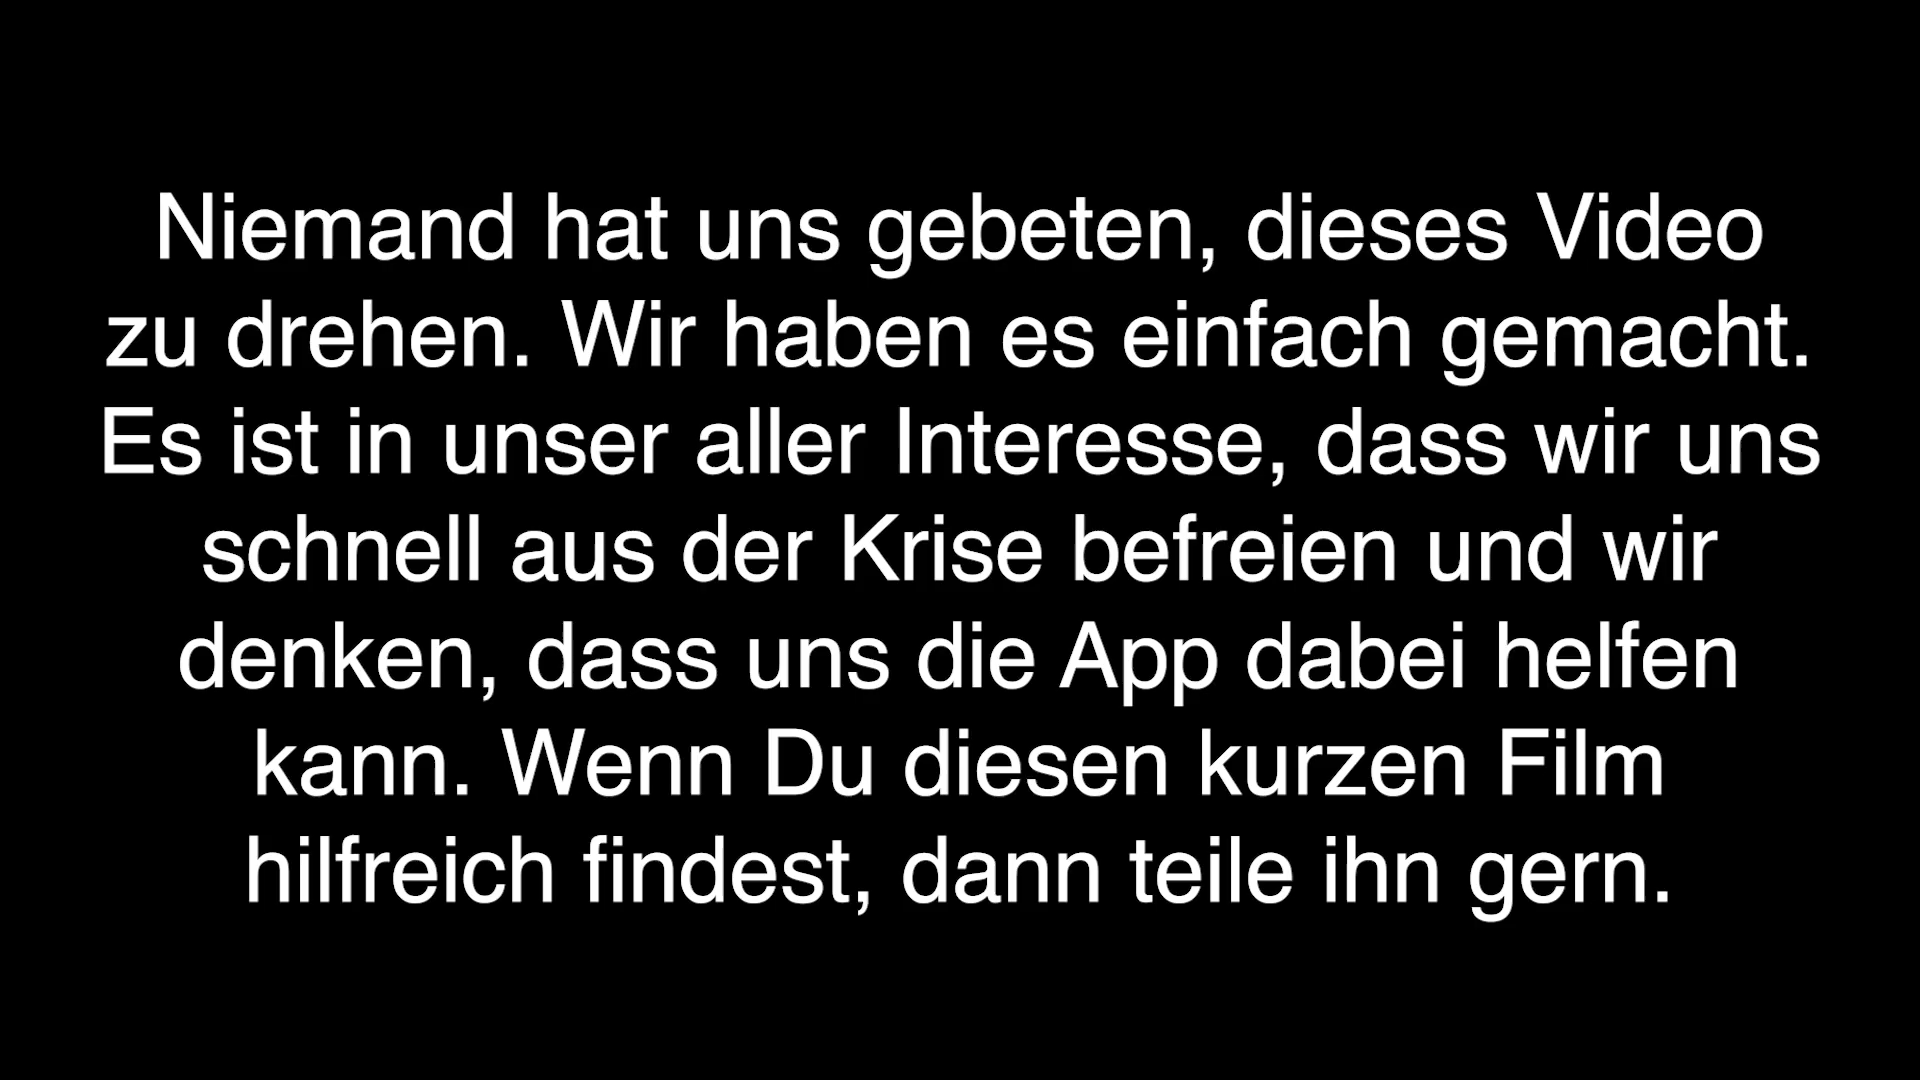 Niemand hat uns gebeten, dieses Video
zu drehen. Wir haben es einfach gemacht.
Es ist in unser aller Interesse, dass wir uns
schnell aus der Krise befreien und wir
denken, dass uns die App dabei helfen
kann. Wenn Du diesen kurzen Film
hilfreich findest, dann teile ihn gern.